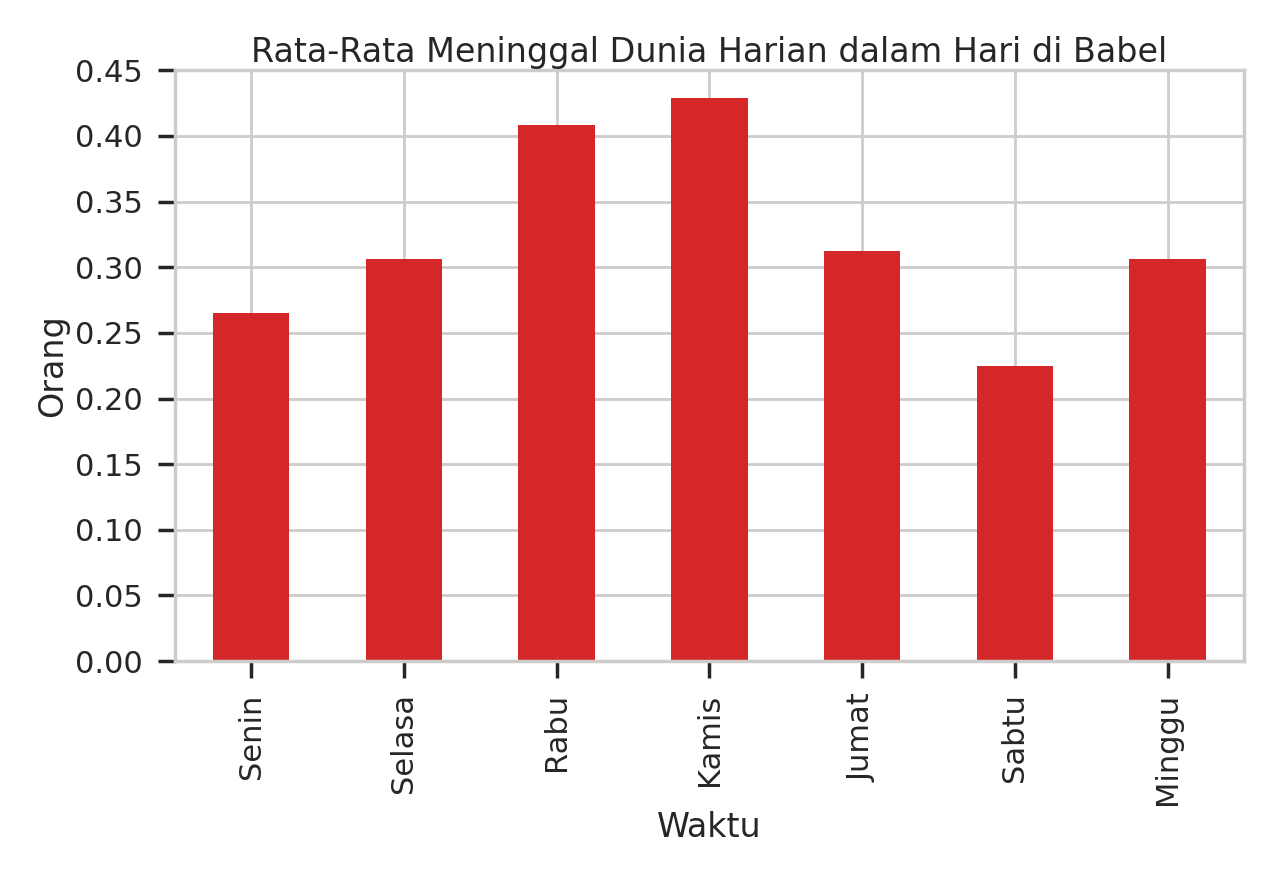 Rata-Rata Meninggal Dunia Harian dalam Hari di Babel
0.45
0.40
0.35
0.30
0.25
0.20
0.15
0.10
0.05
0.00
Orang
Senin
Selasa
Rabu
Kamis
Jumat
Sabtu
Minggu
Waktu